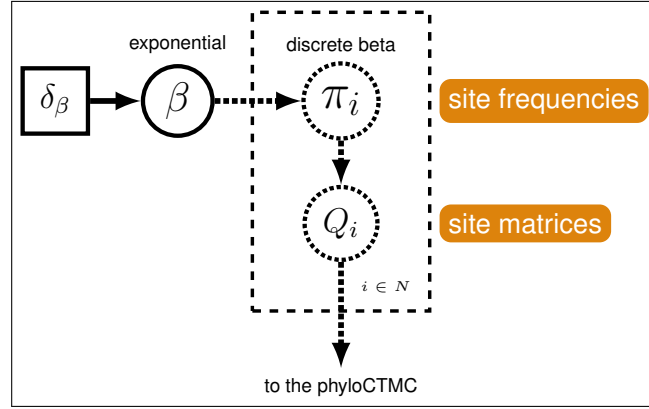 exponential
discrete beta
δβ
β
πi
site frequencies
Qi
site matrices
i ∈ N
to the phyloCTMC